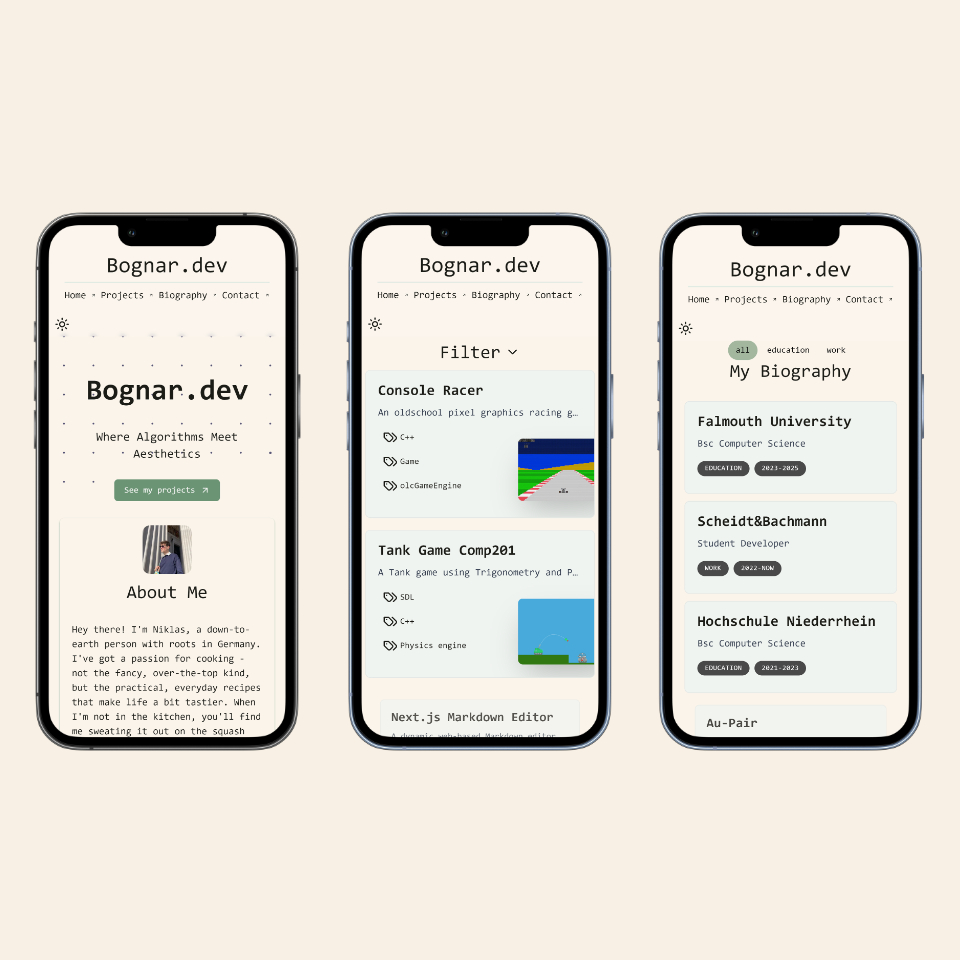 Bognar.dev
Home Projects Biography Contact
Bognar.dev
Where Algorithms Meet
Aesthetics
See my projects
About Me
Hey there! I'm Niklas, a down-to-
earth person with roots in Germany.
I've got a passion for cooking -
not the fancy, over-the-top kind,
but the practical, everyday recipes
that make life a bit tastier. When
I'm not in the kitchen, you'll find
me sweating it out on the squash
Bognar.dev
Home Projects Biography Contact
Filter
Console Racer
An oldschool pixel graphics racing g…
C++
Game
olcGameEngine
Tank Game Comp201
A Tank game using Trigonometry and P…
SDL
C++
Physics engine
Next.js Markdown Editor
A dynamic web-based Markdown editor
Bognar.dev
Home Projects Biography Contact
all education work
My Biography
Falmouth University
Bsc Computer Science
EDUCATION 2023-2025
Scheidt&Bachmann
Student Developer
WORK 2022-NOW
Hochschule Niederrhein
Bsc Computer Science
EDUCATION 2021-2023
Au-Pair